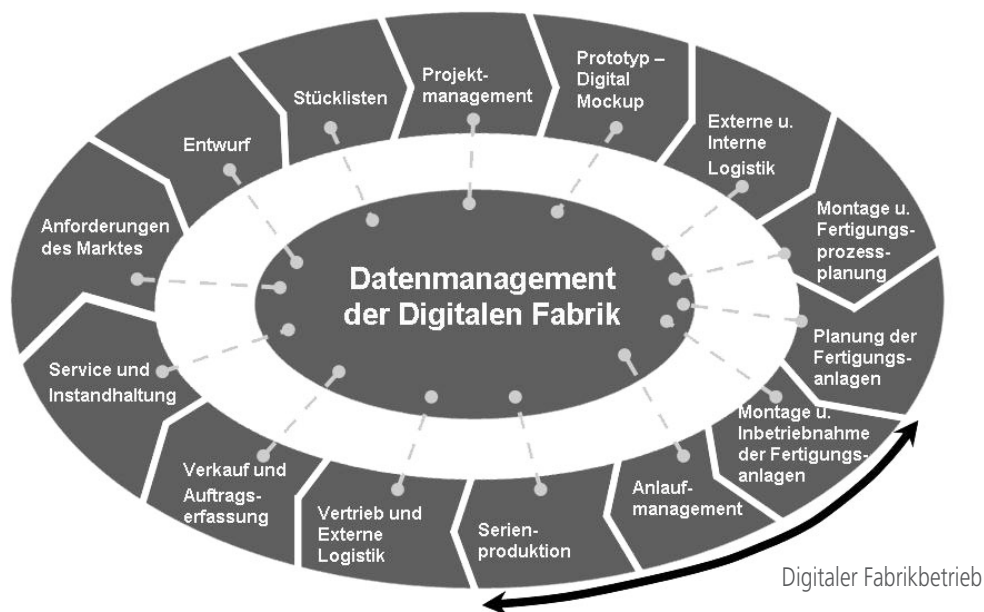 Datenmanagement
der Digitalen Fabrik
Anforderungen
des Marktes
Entwurf
Stücklisten
Projekt-
management
Prototyp –
Digital
Mockup
Externe u.
Interne
Logistik
Montage u.
Fertigungs-
prozess-
planung
Planung der
Fertigungs-
anlagen
Montage u.
Inbetriebnahme
der Fertigungs-
anlagen
Anlauf-
management
Serien-
produktion
Vertrieb und
Externe
Logistik
Verkauf und
Auftrags-
erfassung
Service und
Instandhaltung
Digitaler Fabrikbetrieb